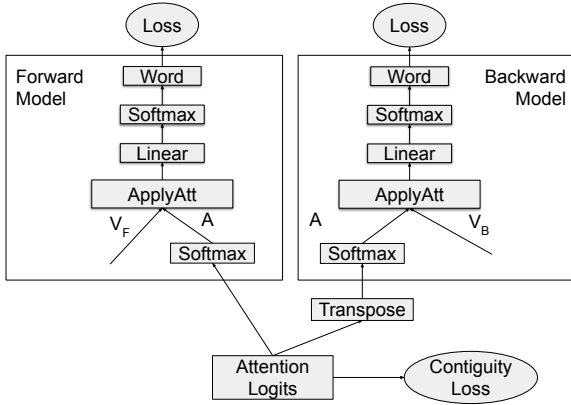 Loss
Loss
Forward
Model
Word
Softmax
Linear
ApplyAtt
V_F
A
Softmax
Backward
Model
Word
Softmax
Linear
ApplyAtt
A
V_B
Softmax
Transpose
Attention
Logits
Contiguity
Loss